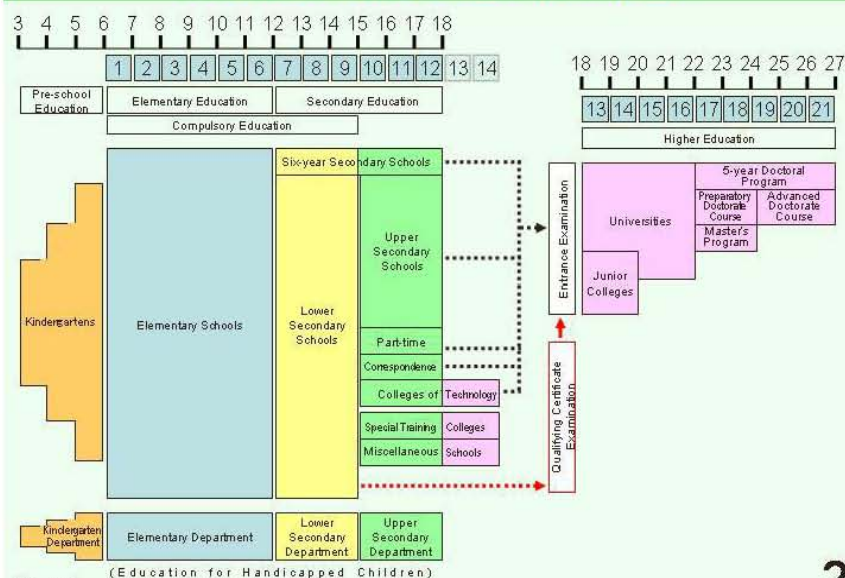 3 4 5 6 7 8 9 10 11 12 13 14 15 16 17 18
1 2 3 4 5 6 7 8 9 10 11 12 13 14
18 19 20 21 22 23 24 25 26 27
13 14 15 16 17 18 19 20 21
Pre-school
Education
Elementary Education
Secondary Education
Compulsory Education
Higher Education
Kindergartens
Elementary Schools
Six-year Secondary Schools
Lower
Secondary
Schools
Upper
Secondary
Schools
Part-time
Correspondence
Colleges of Technology
Special Training Colleges
Miscellaneous Schools
Entrance Examination
Qualifying Certificate
Examination
Universities
Junior
Colleges
5-year Doctoral
Program
Preparatory
Doctorate
Course
Advanced
Doctorate
Course
Master's
Program
Kindergarten
Department
Elementary Department
Lower
Secondary
Department
Upper
Secondary
Department
(Education for Handicapped Children)